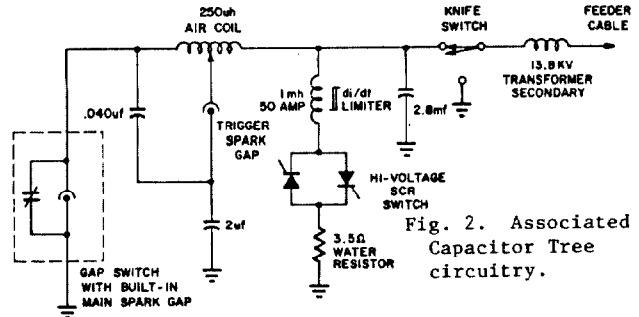 250uh
AIR COIL
KNIFE
SWITCH
FEEDER
CABLE
13.8KV
TRANSFORMER
SECONDARY
.040uf
TRIGGER
SPARK
GAP
1mh
50 AMP
di/dt
LIMITER
2.8mf
HI-VOLTAGE
SCR
SWITCH
2uf
3.5Ω
WATER
RESISTOR
GAP SWITCH
WITH BUILT-IN
MAIN SPARK GAP
Fig. 2. Associated
Capacitor Tree
circuitry.